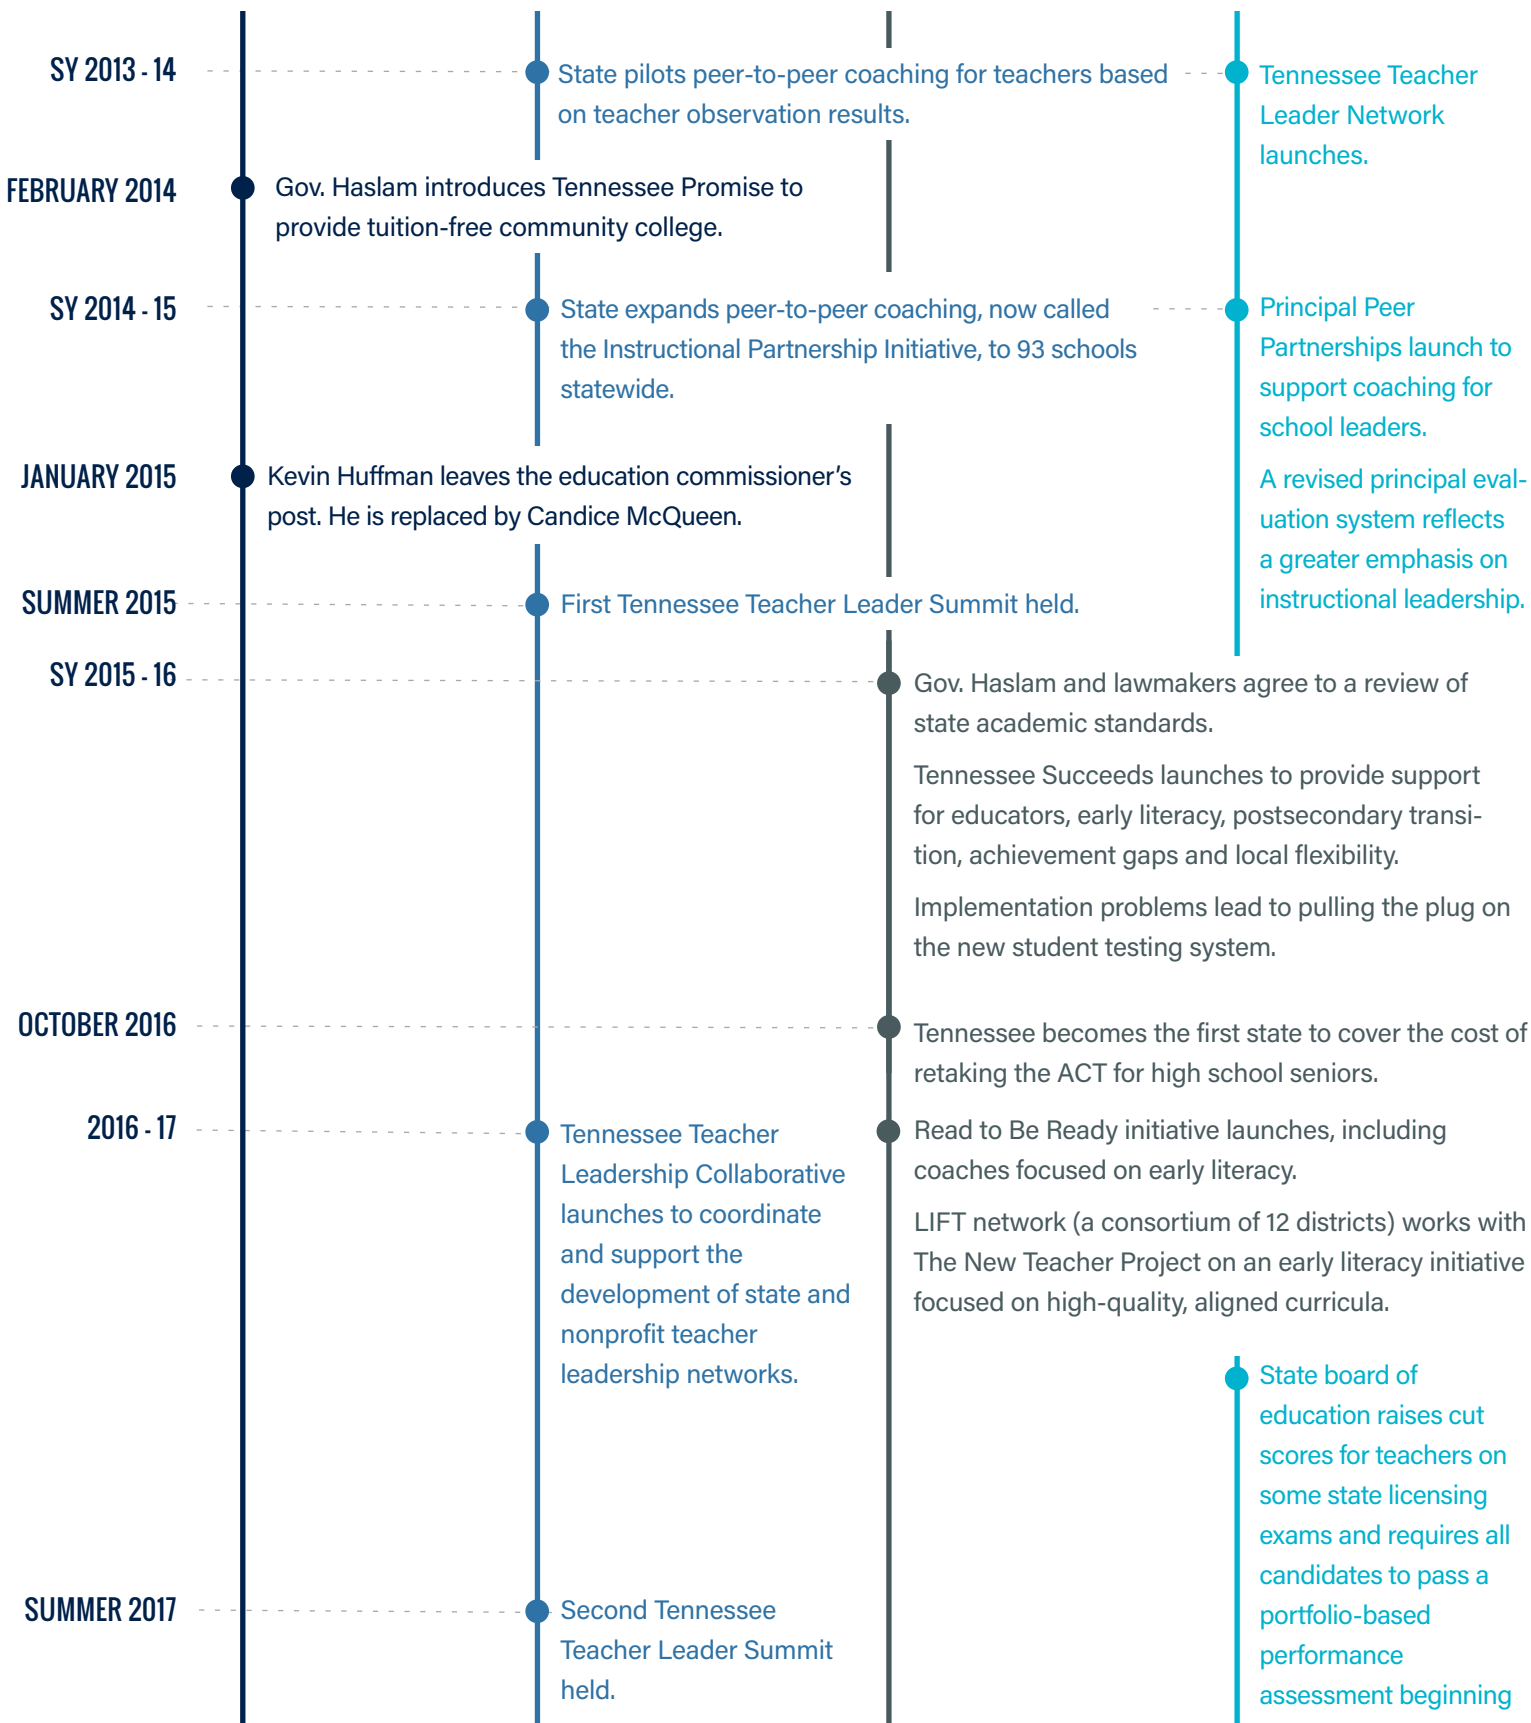 SY 2013 - 14
State pilots peer-to-peer coaching for teachers based
on teacher observation results.
Tennessee Teacher
Leader Network
launches.
FEBRUARY 2014
Gov. Haslam introduces Tennessee Promise to
provide tuition-free community college.
SY 2014 - 15
State expands peer-to-peer coaching, now called
the Instructional Partnership Initiative, to 93 schools
statewide.
Principal Peer
Partnerships launch to
support coaching for
school leaders.
A revised principal eval-
uation system reflects
a greater emphasis on
instructional leadership.
JANUARY 2015
Kevin Huffman leaves the education commissioner's
post. He is replaced by Candice McQueen.
SUMMER 2015
First Tennessee Teacher Leader Summit held.
SY 2015 - 16
Gov. Haslam and lawmakers agree to a review of
state academic standards.
Tennessee Succeeds launches to provide support
for educators, early literacy, postsecondary transi-
tion, achievement gaps and local flexibility.
Implementation problems lead to pulling the plug on
the new student testing system.
OCTOBER 2016
Tennessee becomes the first state to cover the cost of
retaking the ACT for high school seniors.
2016 - 17
Tennessee Teacher
Leadership Collaborative
launches to coordinate
and support the
development of state and
nonprofit teacher
leadership networks.
Read to Be Ready initiative launches, including
coaches focused on early literacy.
LIFT network (a consortium of 12 districts) works with
The New Teacher Project on an early literacy initiative
focused on high-quality, aligned curricula.
State board of
education raises cut
scores for teachers on
some state licensing
exams and requires all
candidates to pass a
portfolio-based
performance
assessment beginning
SUMMER 2017
Second Tennessee
Teacher Leader Summit
held.